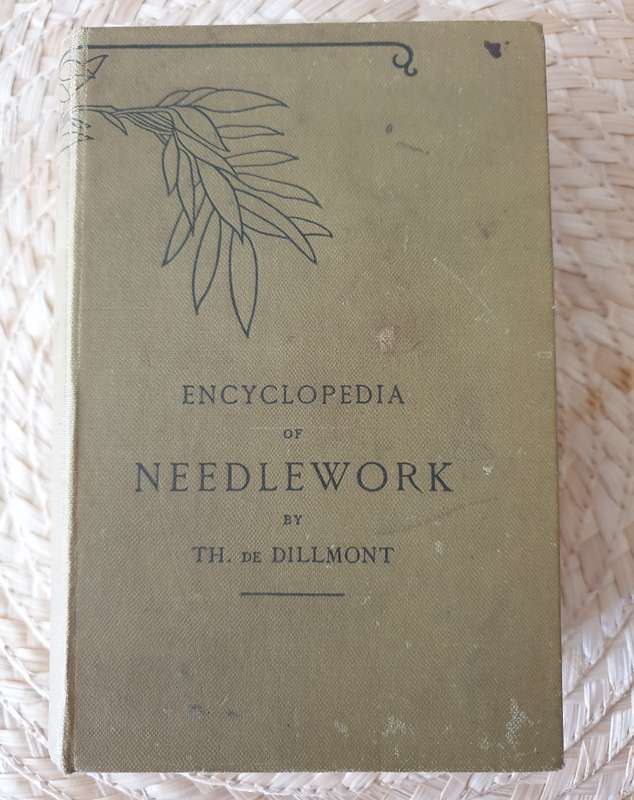 ENCYCLOPEDIA
OF
NEEDLEWORK
BY
TH. DE DILLMONT